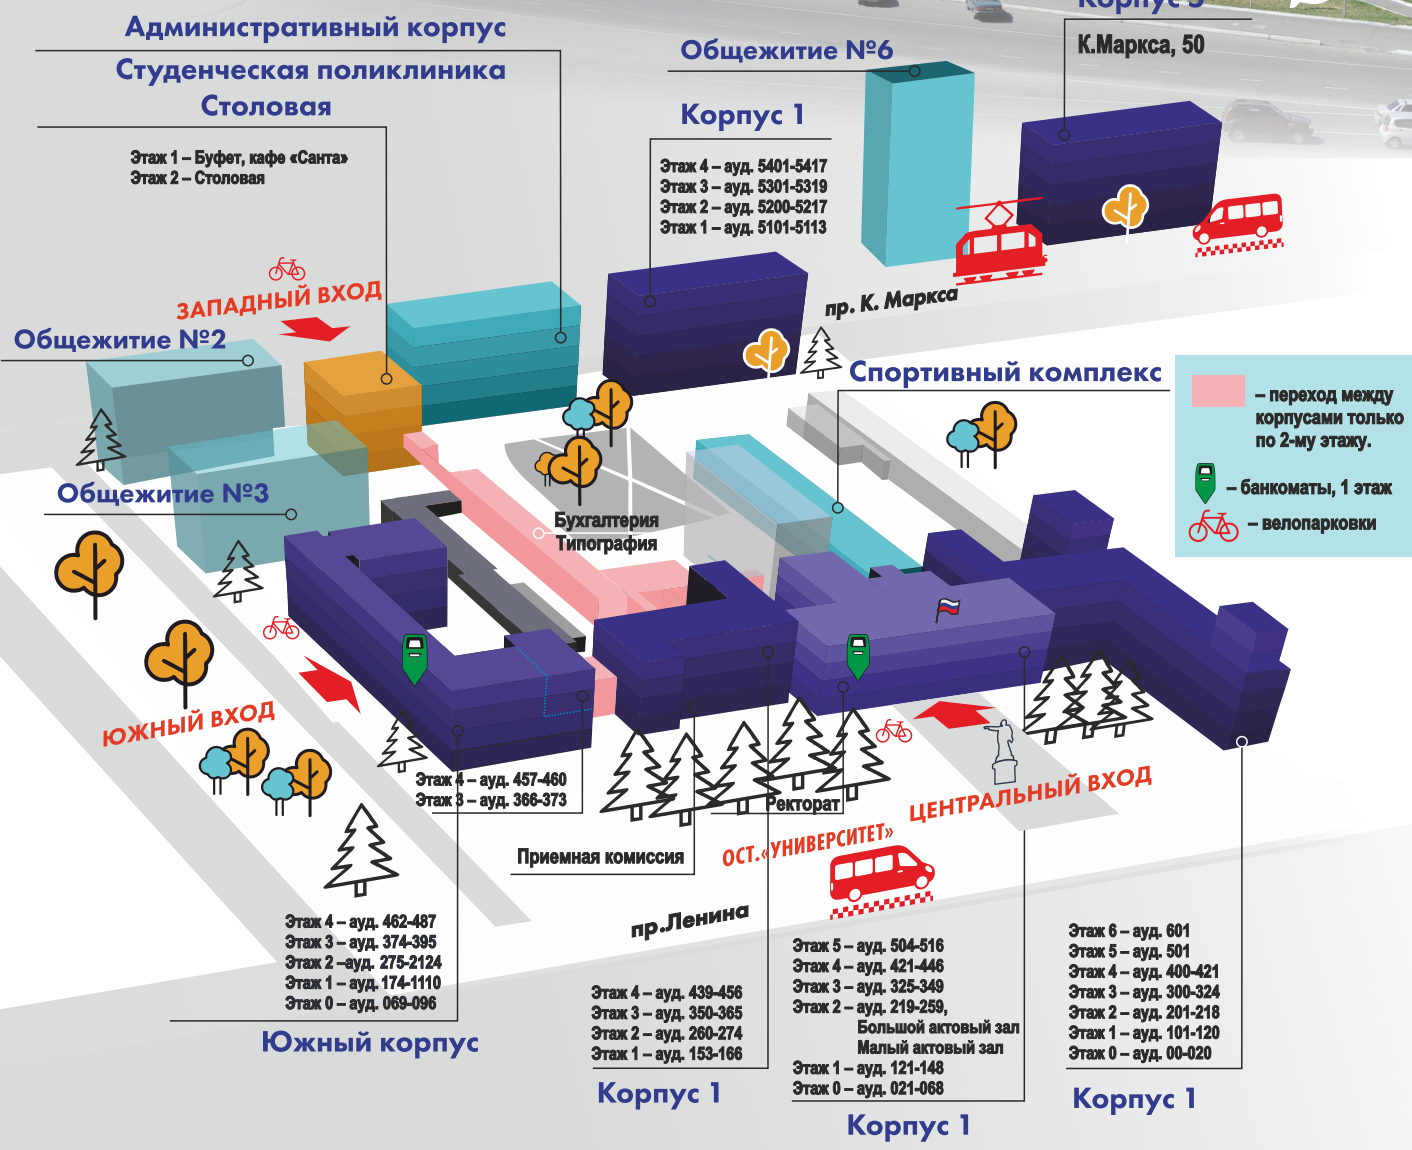 Административный корпус
Студенческая поликлиника
Столовая
Этаж 1 – Буфет, кафе «Санта»
Этаж 2 – Столовая
Общежитие №6
Корпус 1
Этаж 4 – ауд. 5401-5417
Этаж 3 – ауд. 5301-5319
Этаж 2 – ауд. 5200-5217
Этаж 1 – ауд. 5101-5113
Корпус
К.Маркса, 50
ЗАПАДНЫЙ ВХОД
Общежитие №2
пр. К. Маркса
Спортивный комплекс
– переход между
корпусами только
по 2-му этажу.
– банкоматы, 1 этаж
– велопарковки
Общежитие №3
Бухгалтерия
Типография
ЮЖНЫЙ ВХОД
Этаж 4 – ауд. 457-460
Этаж 3 – ауд. 366-373
Ректорат
ЦЕНТРАЛЬНЫЙ ВХОД
Приемная комиссия
ОСТ.«УНИВЕРСИТЕТ»
пр.Ленина
Этаж 4 – ауд. 462-487
Этаж 3 – ауд. 374-395
Этаж 2 –ауд. 275-2124
Этаж 1 – ауд. 174-1110
Этаж 0 – ауд. 069-096
Южный корпус
Этаж 4 – ауд. 439-456
Этаж 3 – ауд. 350-365
Этаж 2 – ауд. 260-274
Этаж 1 – ауд. 153-166
Корпус 1
Этаж 5 – ауд. 504-516
Этаж 4 – ауд. 421-446
Этаж 3 – ауд. 325-349
Этаж 2 – ауд. 219-259,
Большой актовый зал
Малый актовый зал
Этаж 1 – ауд. 121-148
Этаж 0 – ауд. 021-068
Корпус 1
Этаж 6 – ауд. 601
Этаж 5 – ауд. 501
Этаж 4 – ауд. 400-421
Этаж 3 – ауд. 300-324
Этаж 2 – ауд. 201-218
Этаж 1 – ауд. 101-120
Этаж 0 – ауд. 00-020
Корпус 1